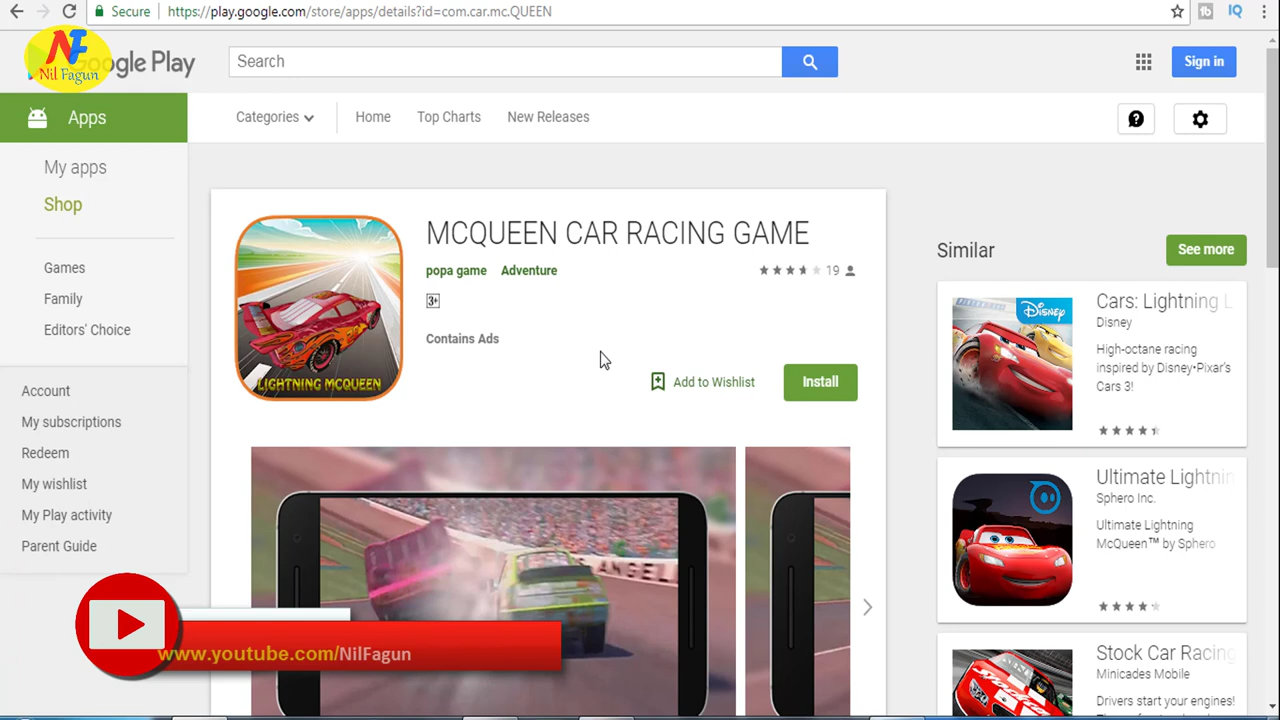 Secure https://play.google.com/store/apps/details?id=com.car.mc.QUEEN
NF
Nil Fagun
oogle Play
Search
Sign in
Apps
Categories
Home
Top Charts
New Releases
My apps
Shop
Games
Family
Editors' Choice
Account
My subscriptions
Redeem
My wishlist
My Play activity
Parent Guide
LIGHTNING MCQUEEN
MCQUEEN CAR RACING GAME
popa game Adventure
19
3+
Contains Ads
Add to Wishlist
Install
ANGEL
Similar
See more
Disney
Cars: Lightning L
Disney
High-octane racing
inspired by Disney•Pixar's
Cars 3!
Ultimate Lightnin
Sphero Inc.
Ultimate Lightning
McQueen™ by Sphero
Stock Car Racing
Minicades Mobile
Drivers start your engines!
www.youtube.com/NilFagun